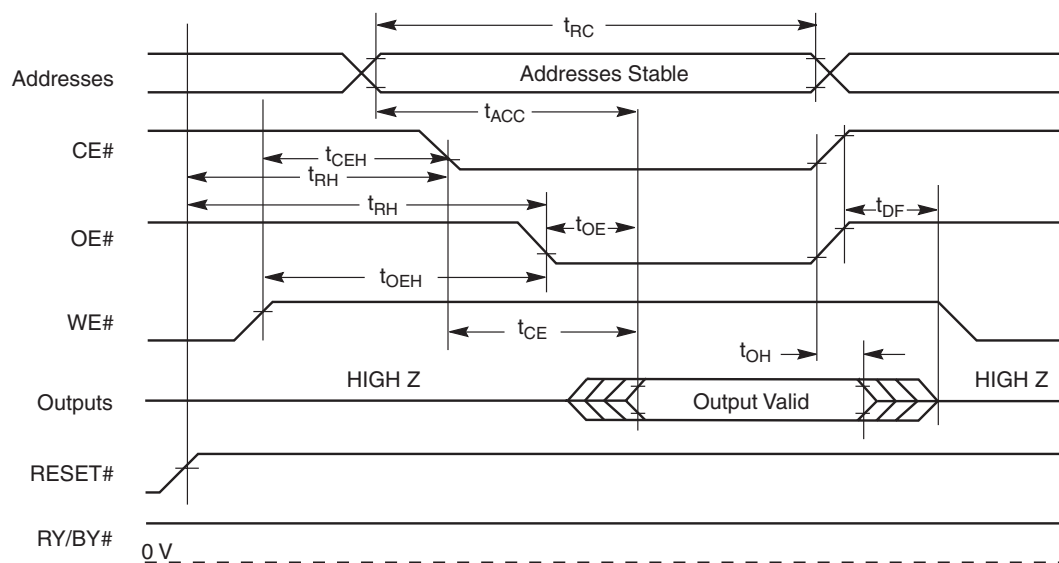 tRC
Addresses
Addresses Stable
tACC
CE#
tCEH
tRH
tRH
OE#
tOE
tDF
tOEH
WE#
tCE
tOH
HIGH Z
HIGH Z
Outputs
Output Valid
RESET#
RY/BY#
0 V